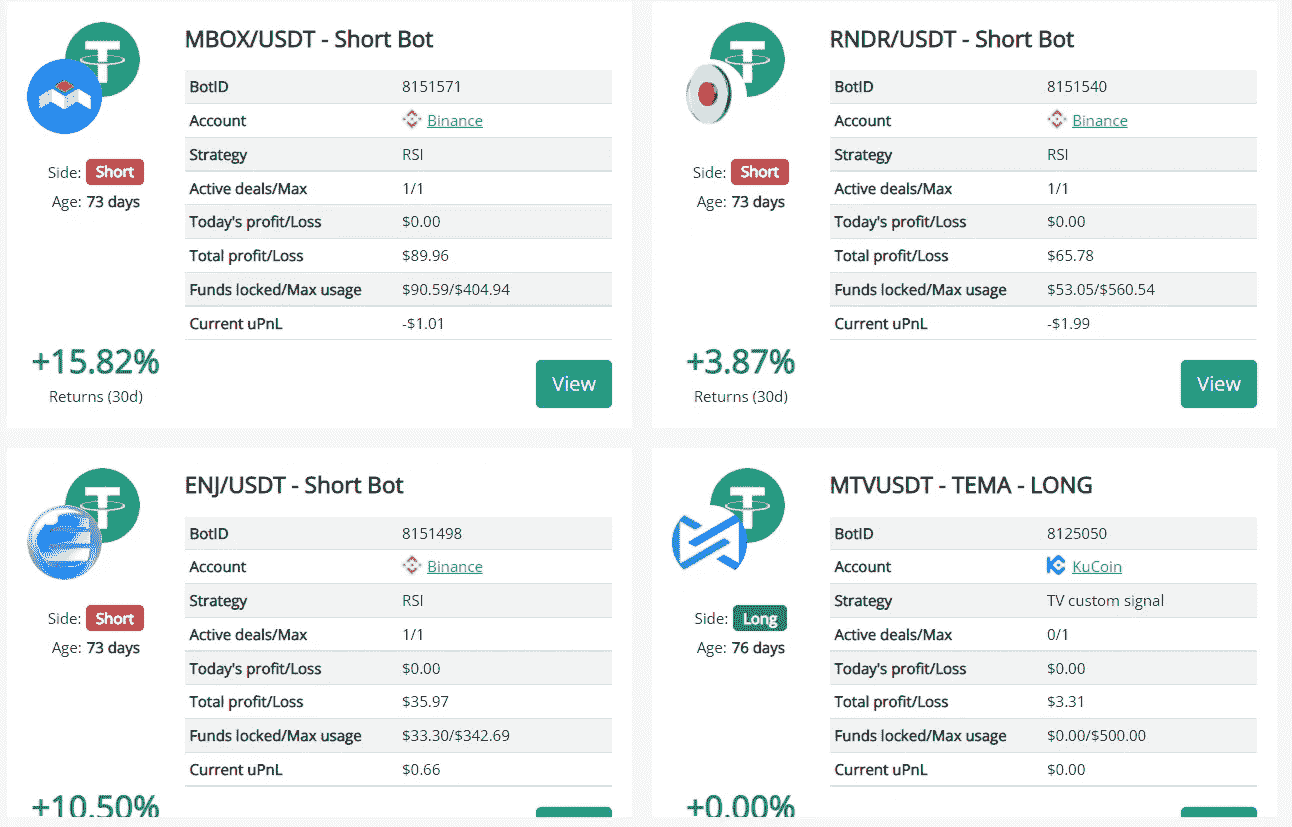 MBOX/USDT - Short Bot
BotID 8151571
Account Binance
Strategy RSI
Active deals/Max 1/1
Today's profit/Loss $0.00
Total profit/Loss $89.96
Funds locked/Max usage $90.59/$404.94
Current uPnL -$1.01
Side: Short
Age: 73 days
+15.82%
Returns (30d)
View
RNDR/USDT - Short Bot
BotID 8151540
Account Binance
Strategy RSI
Active deals/Max 1/1
Today's profit/Loss $0.00
Total profit/Loss $65.78
Funds locked/Max usage $53.05/$560.54
Current uPnL -$1.99
Side: Short
Age: 73 days
+3.87%
Returns (30d)
View
ENJ/USDT - Short Bot
BotID 8151498
Account Binance
Strategy RSI
Active deals/Max 1/1
Today's profit/Loss $0.00
Total profit/Loss $35.97
Funds locked/Max usage $33.30/$342.69
Current uPnL $0.66
Side: Short
Age: 73 days
+10.50%
MTVUSDT - TEMA - LONG
BotID 8125050
Account KuCoin
Strategy TV custom signal
Active deals/Max 0/1
Today's profit/Loss $0.00
Total profit/Loss $3.31
Funds locked/Max usage $0.00/$500.00
Current uPnL $0.00
Side: Long
Age: 76 days
+0.00%